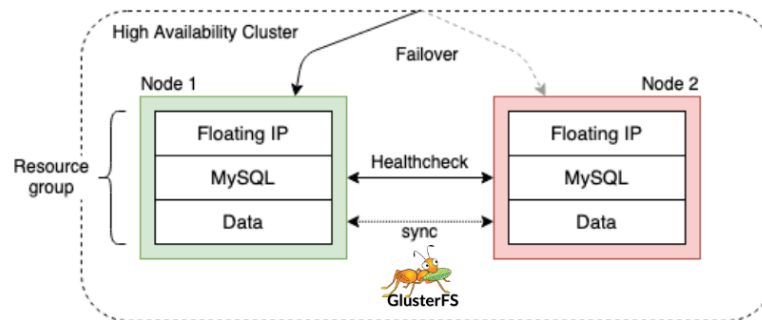 High Availability Cluster
Failover
Node 1
Node 2
Resource
group
Floating IP
MySQL
Data
Healthcheck
sync
Floating IP
MySQL
Data
GlusterFS